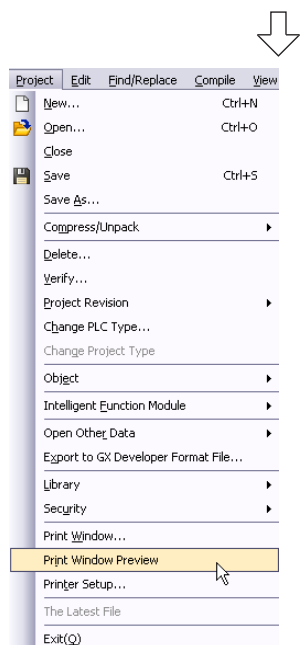 Project Edit Find/Replace Compile View
New... Ctrl+N
Open... Ctrl+O
Close
Save Ctrl+S
Save As...
Compress/Unpack
Delete...
Verify...
Project Revision
Change PLC Type...
Change Project Type
Object
Intelligent Function Module
Open Other Data
Export to GX Developer Format File...
Library
Security
Print Window...
Print Window Preview
Printer Setup...
The Latest File
Exit(Q)